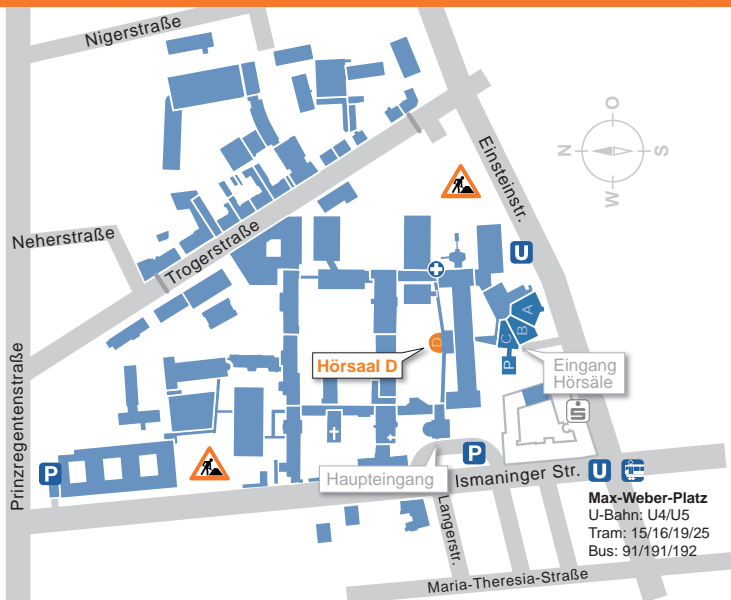 Nigerstraße
Einsteinstr.
O
N
S
W
Neherstraße
Trogerstraße
Prinzregentenstraße
U
A
B
C
D
P
Hörsaal D
Eingang
Hörsäle
S
P
P
Haupteingang
Ismaninger Str.
U
Langerstr.
Max-Weber-Platz
U-Bahn: U4/U5
Tram: 15/16/19/25
Bus: 91/191/192
Maria-Theresia-Straße